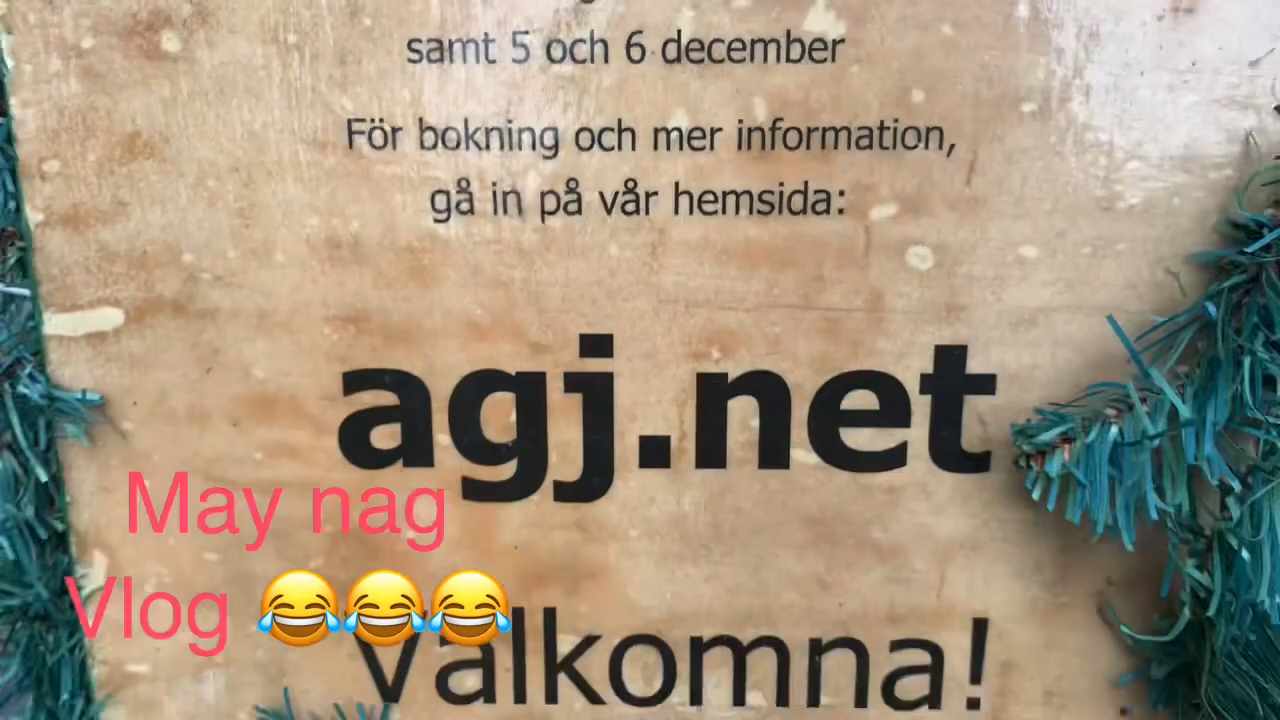 samt 5 och 6 december
För bokning och mer information,
gå in på vår hemsida:
agj.net
May nag
Vlog 😂😂😂
Välkomna!